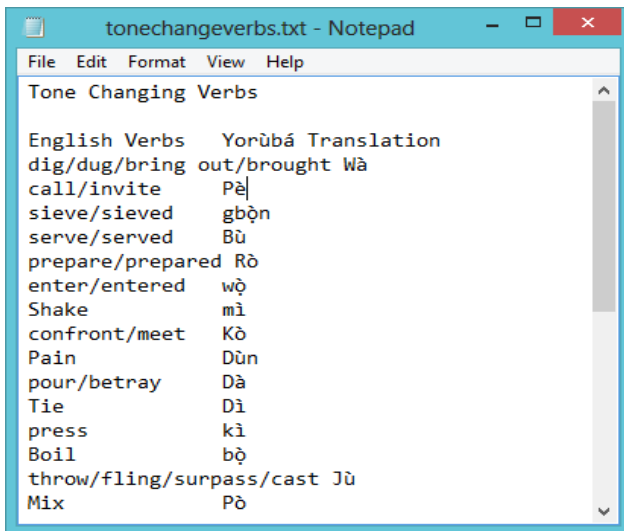 tonechangeverbs.txt - Notepad
File Edit Format View Help
Tone Changing Verbs
English Verbs Yorùbá Translation
dig/dug/bring out/brought Wà
call/invite Pè
sieve/sieved gbọ̀n
serve/served Bù
prepare/prepared Rò
enter/entered wọ̀
Shake mì
confront/meet Kò
Pain Dùn
pour/betray Dà
Tie Dì
press kì
Boil bọ̀
throw/fling/surpass/cast Jù
Mix Pò